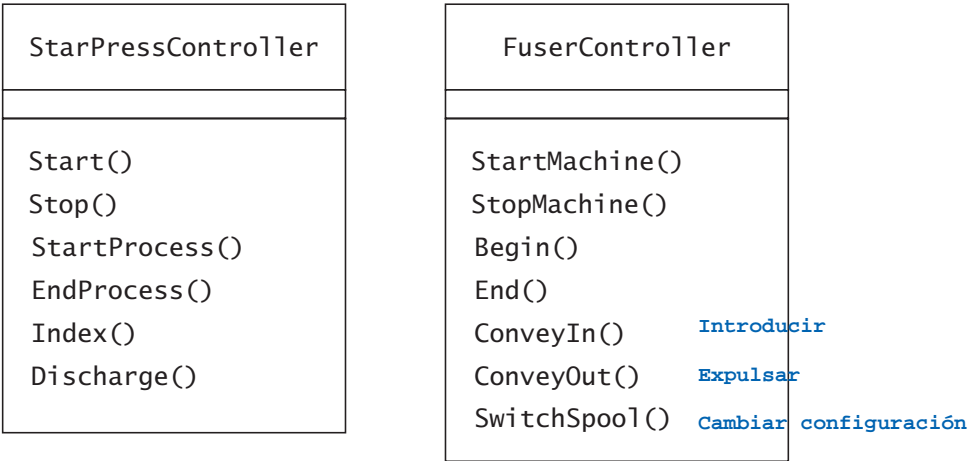 StarPressController
Start()
Stop()
StartProcess()
EndProcess()
Index()
Discharge()
FuserController
StartMachine()
StopMachine()
Begin()
End()
ConveyIn() Introducir
ConveyOut() Expulsar
SwitchSpool() Cambiar configuración